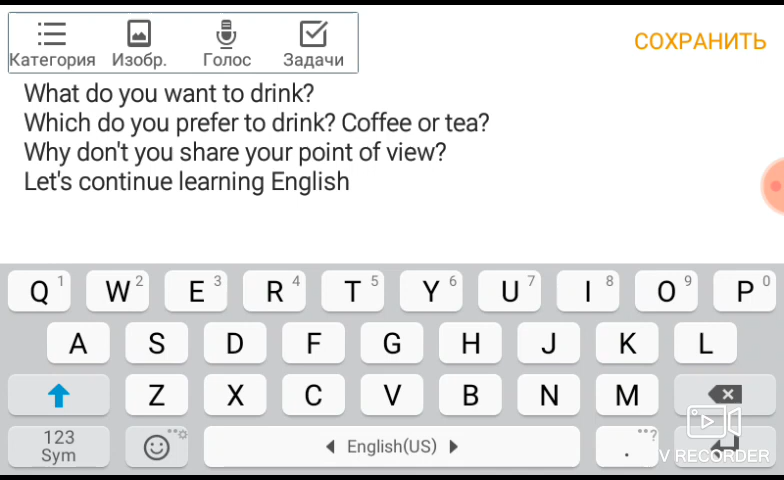 Категория Изобр. Голос Задачи
СОХРАНИТЬ
What do you want to drink?
Which do you prefer to drink? Coffee or tea?
Why don't you share your point of view?
Let's continue learning English
Q 1 W 2 E 3 R 4 T 5 Y 6 U 7 I 8 O 9 P 0
A S D F G H J K L
Z X C V B N M
123
Sym
English(US)
. ?
V RECORDER